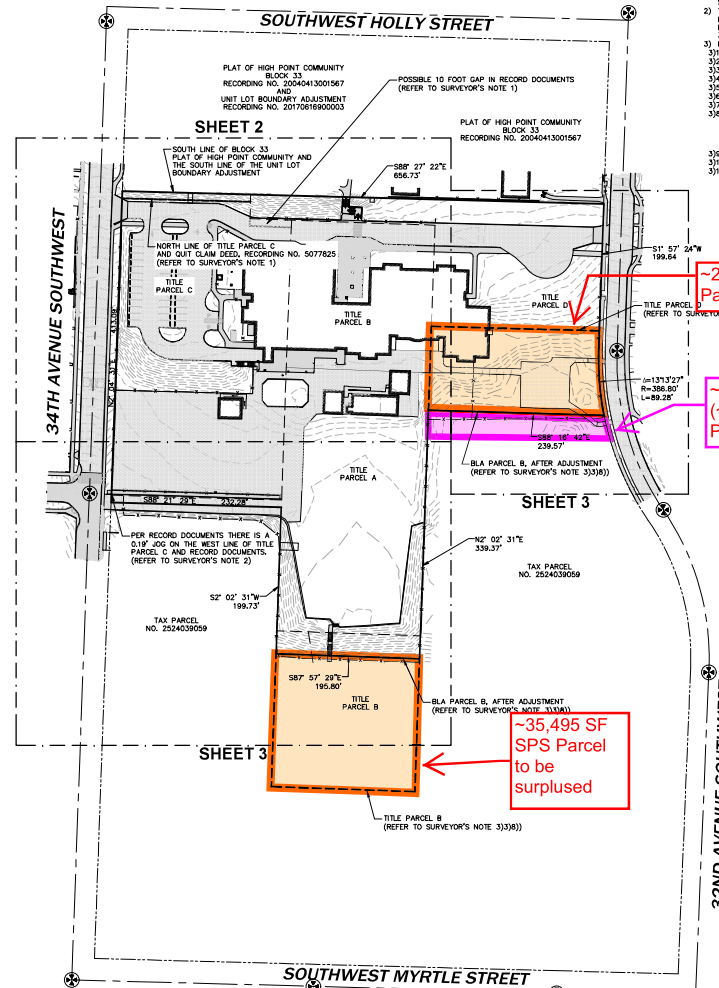 SOUTHWEST HOLLY STREET
2)
3)
PLAT OF HIGH POINT COMMUNITY
BLOCK 33
RECORDING NO. 20040413001567
AND
UNIT LOT BOUNDARY ADJUSTMENT
RECORDING NO. 20170616900003
POSSIBLE 10 FOOT GAP IN RECORD DOCUMENTS
(REFER TO SURVEYOR'S NOTE 1)
SHEET 2
PLAT OF HIGH POINT COMMUNITY
BLOCK 33
RECORDING NO. 20040413001567
SOUTH LINE OF BLOCK 33
PLAT OF HIGH POINT COMMUNITY AND
THE SOUTH LINE OF THE UNIT LOT
BOUNDARY ADJUSTMENT
S88° 27' 22"E
656.73'
34TH AVENUE SOUTHWEST
NORTH LINE OF TITLE PARCEL C
AND QUIT CLAIM DEED, RECORDING NO. 5077825
(REFER TO SURVEYOR'S NOTE 1)
S1° 57' 24"W
199.64
TITLE
PARCEL C
TITLE
PARCEL B
TITLE
PARCEL D
~2
Pa
TITLE PARCEL D
(REFER TO SURVEYO
Δ=13°13'27"
R=386.80'
L=89.28'
~
(
P
S88° 16' 42"E
239.57'
BLA PARCEL B, AFTER ADJUSTMENT
(REFER TO SURVEYOR'S NOTE 3)3)8))
TITLE
PARCEL A
SHEET 3
S88° 21' 29"E 232.28'
PER RECORD DOCUMENTS THERE IS A
0.19' JOG ON THE WEST LINE OF TITLE
PARCEL C AND RECORD DOCUMENTS.
(REFER TO SURVEYOR'S NOTE 2)
N2° 02' 31"E
339.37'
TAX PARCEL
NO. 2524039059
S2° 02' 31"W
199.73'
TAX PARCEL
NO. 2524039059
S87° 57' 29"E
195.80'
TITLE
PARCEL B
BLA PARCEL B, AFTER ADJUSTMENT
(REFER TO SURVEYOR'S NOTE 3)3)8))
~35,495 SF
SPS Parcel
to be
surplused
SHEET 3
TITLE PARCEL B
(REFER TO SURVEYOR'S NOTE 3)3)8))
SOUTHWEST MYRTLE STREET